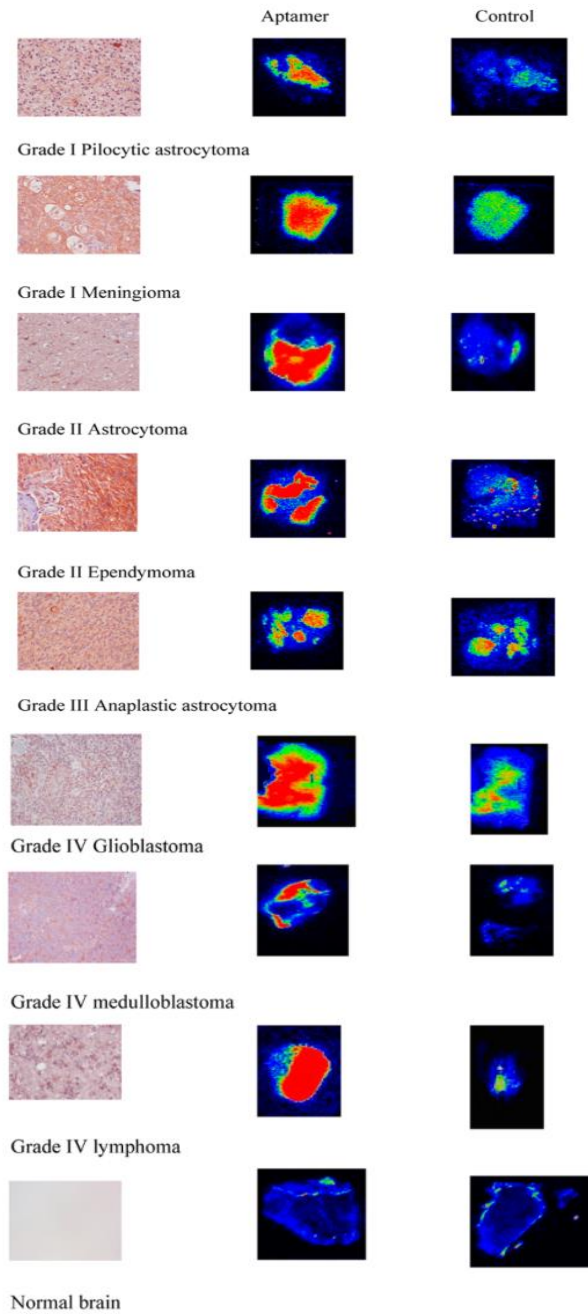 Aptamer Control
Grade I Pilocytic astrocytoma
Grade I Meningioma
Grade II Astrocytoma
Grade II Ependymoma
Grade III Anaplastic astrocytoma
Grade IV Glioblastoma
Grade IV medulloblastoma
Grade IV lymphoma
Normal brain